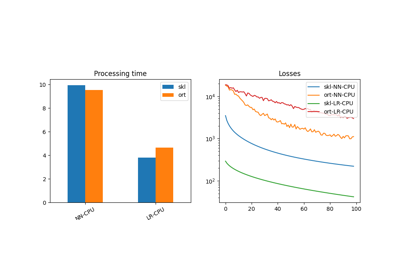 Processing time
10
8
6
4
2
0
skl
ort
NN-CPU
LR-CPU
Losses
10⁴
10³
10²
skl-NN-CPU
ort-NN-CPU
skl-LR-CPU
ort-LR-CPU
0
20
40
60
80
100